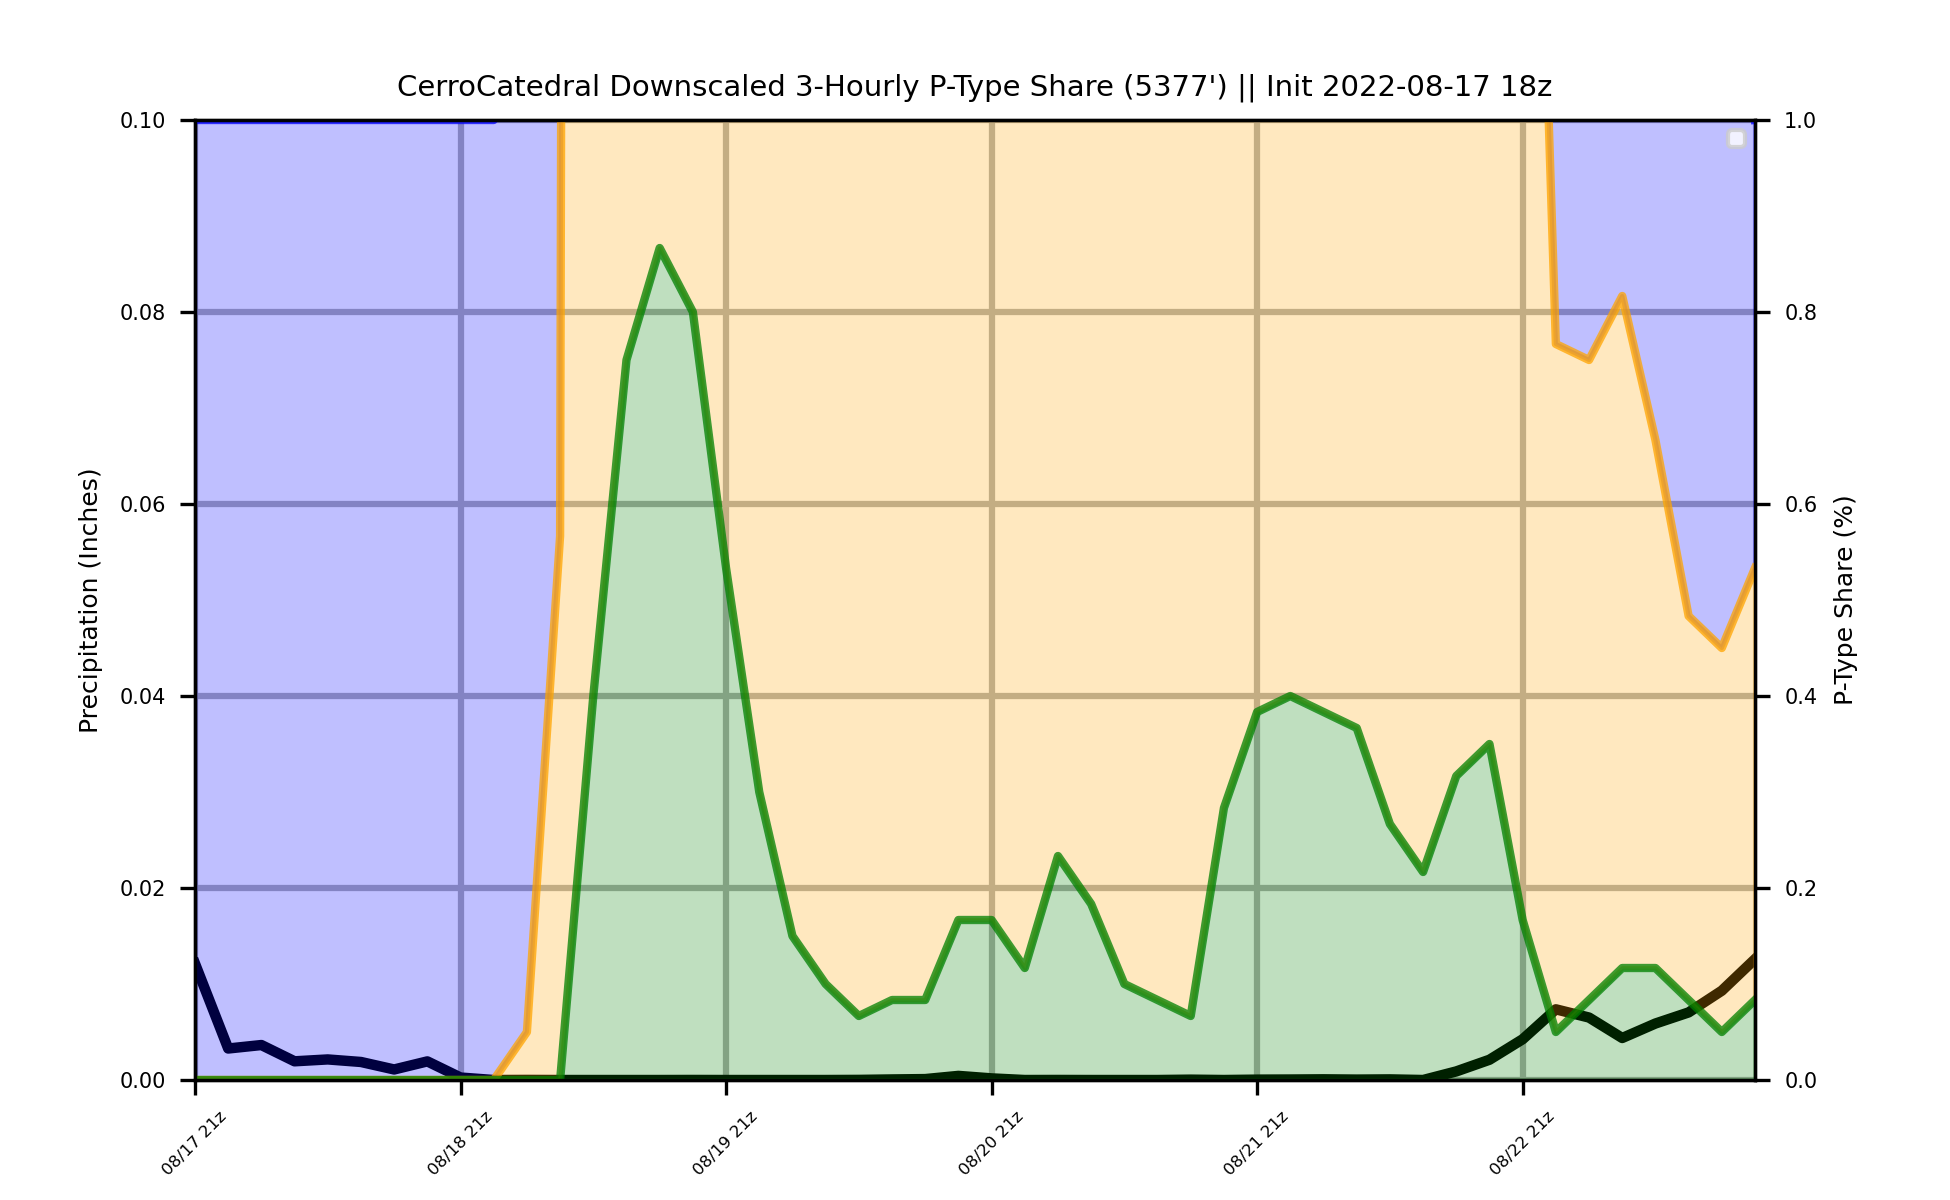 CerroCatedral Downscaled 3-Hourly P-Type Share (5377') || Init 2022-08-17 18z
0.10
0.08
0.06
0.04
0.02
0.00
Precipitation (Inches)
1.0
0.8
0.6
0.4
0.2
0.0
P-Type Share (%)
08/17 21z
08/18 21z
08/19 21z
08/20 21z
08/21 21z
08/22 21z